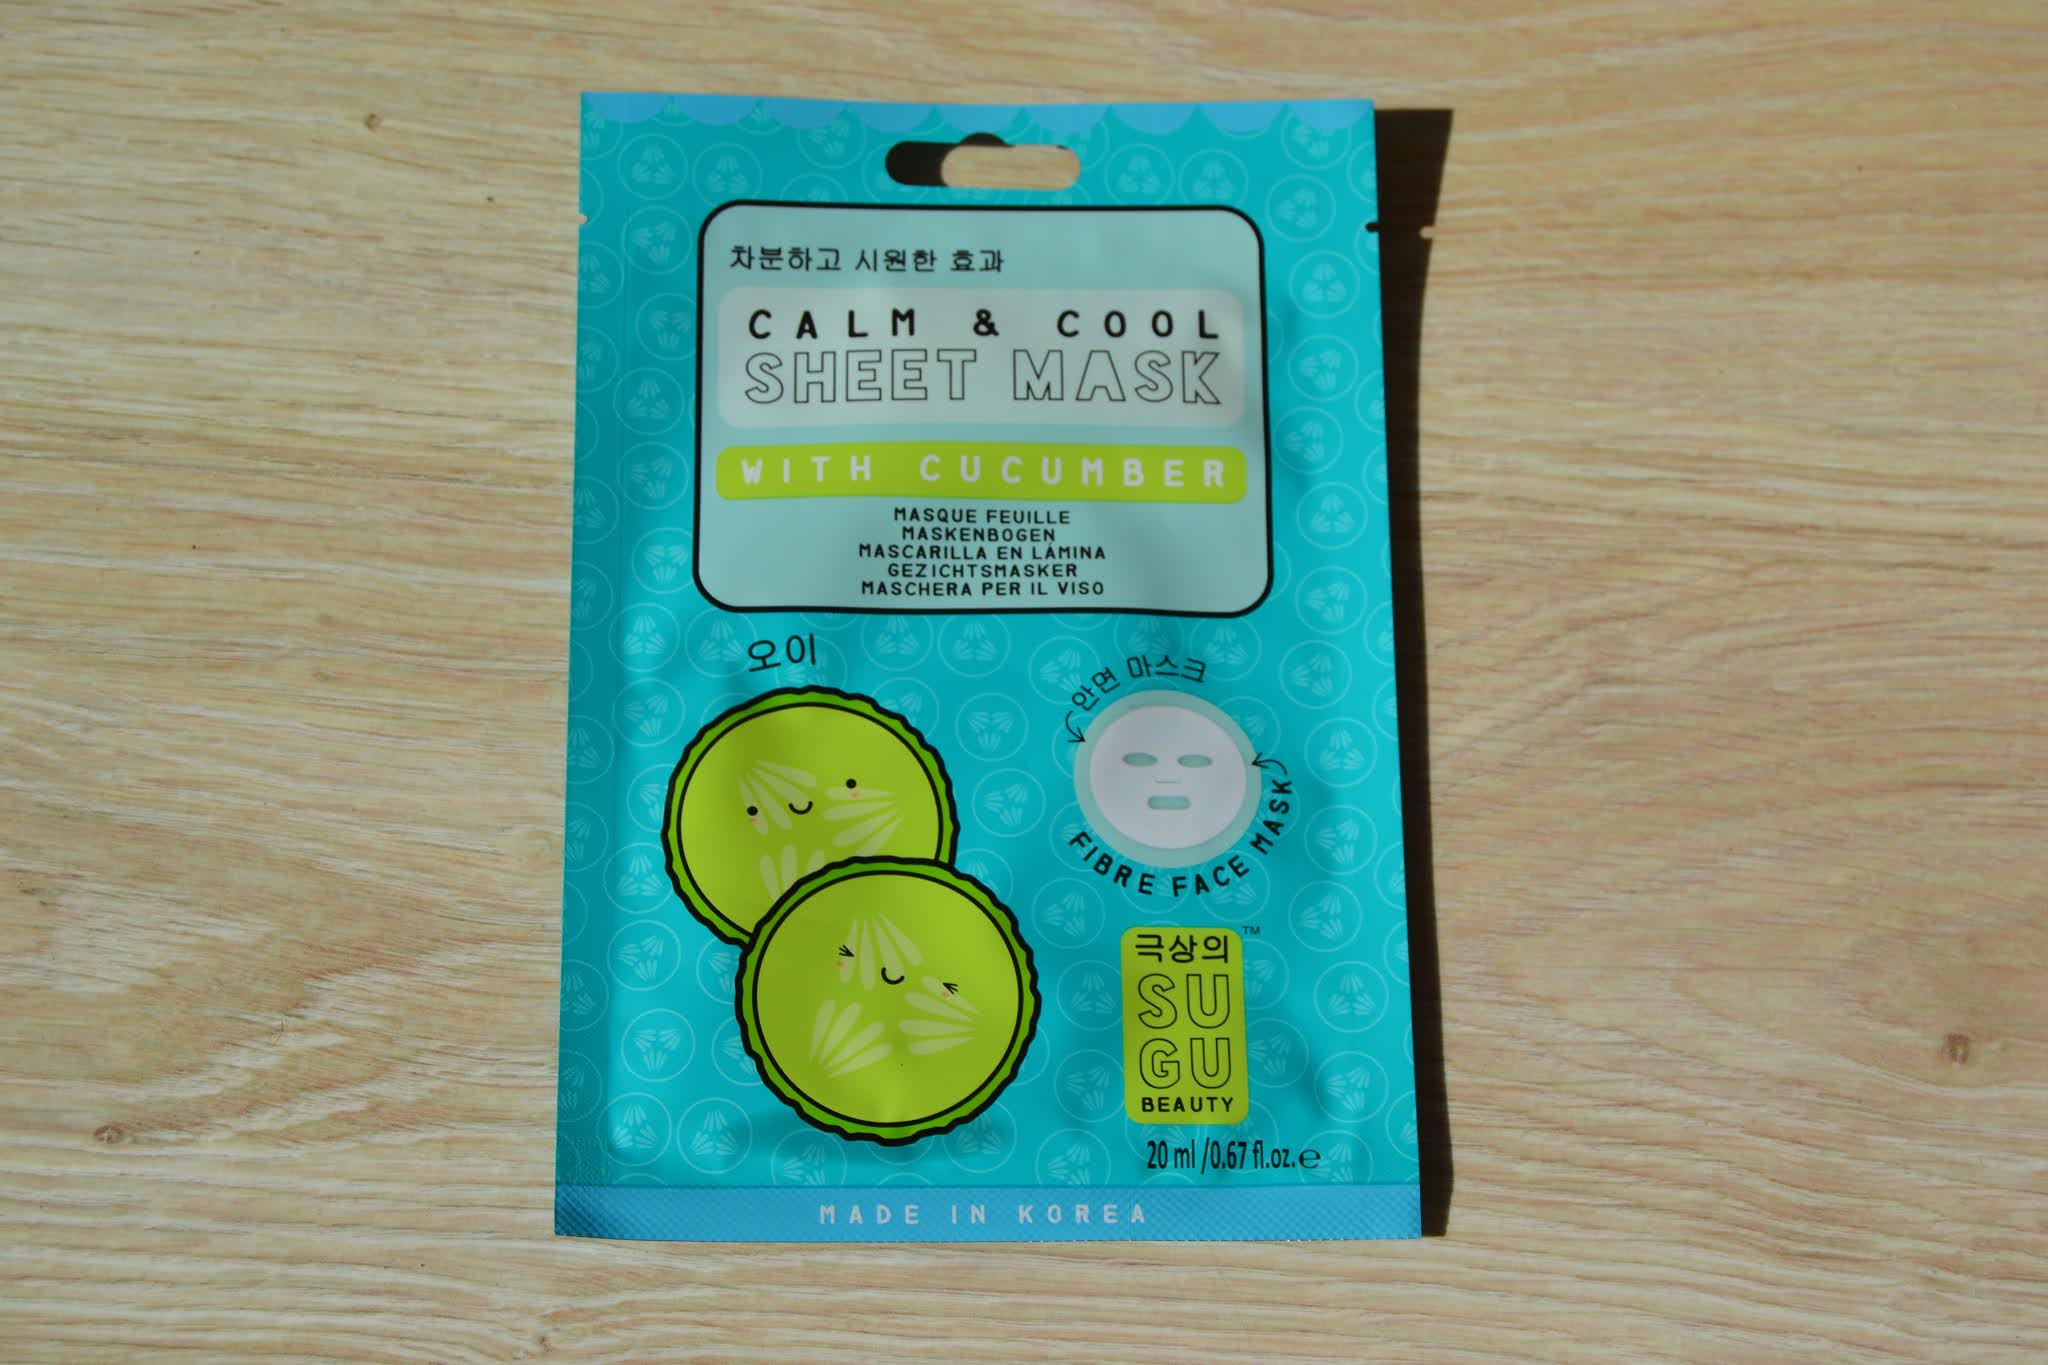 차분하고 시원한 효과
CALM & COOL
SHEET MASK
WITH CUCUMBER
MASQUE FEUILLE
MASKENBOGEN
MASCARILLA EN LÁMINA
GEZICHTSMASKER
MASCHERA PER IL VISO
오이
안면 마스크
FIBRE FACE MASK
극상의
TM
SU
GU
BEAUTY
20 ml /0.67 fl.oz. ℮
MADE IN KOREA